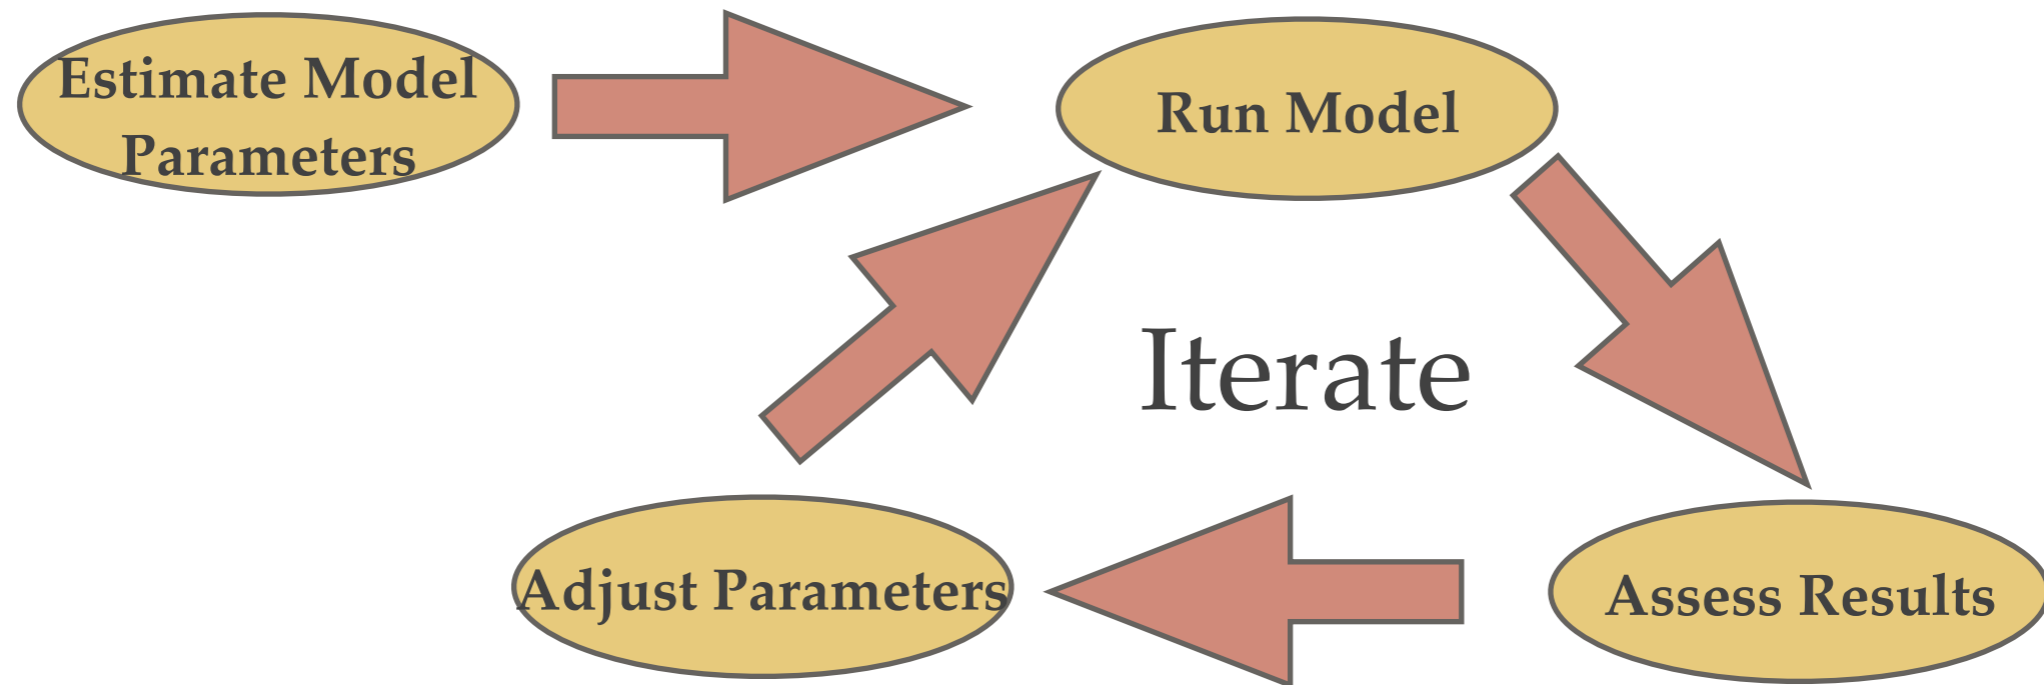 Estimate Model
Parameters
Run Model
Iterate
Adjust Parameters
Assess Results